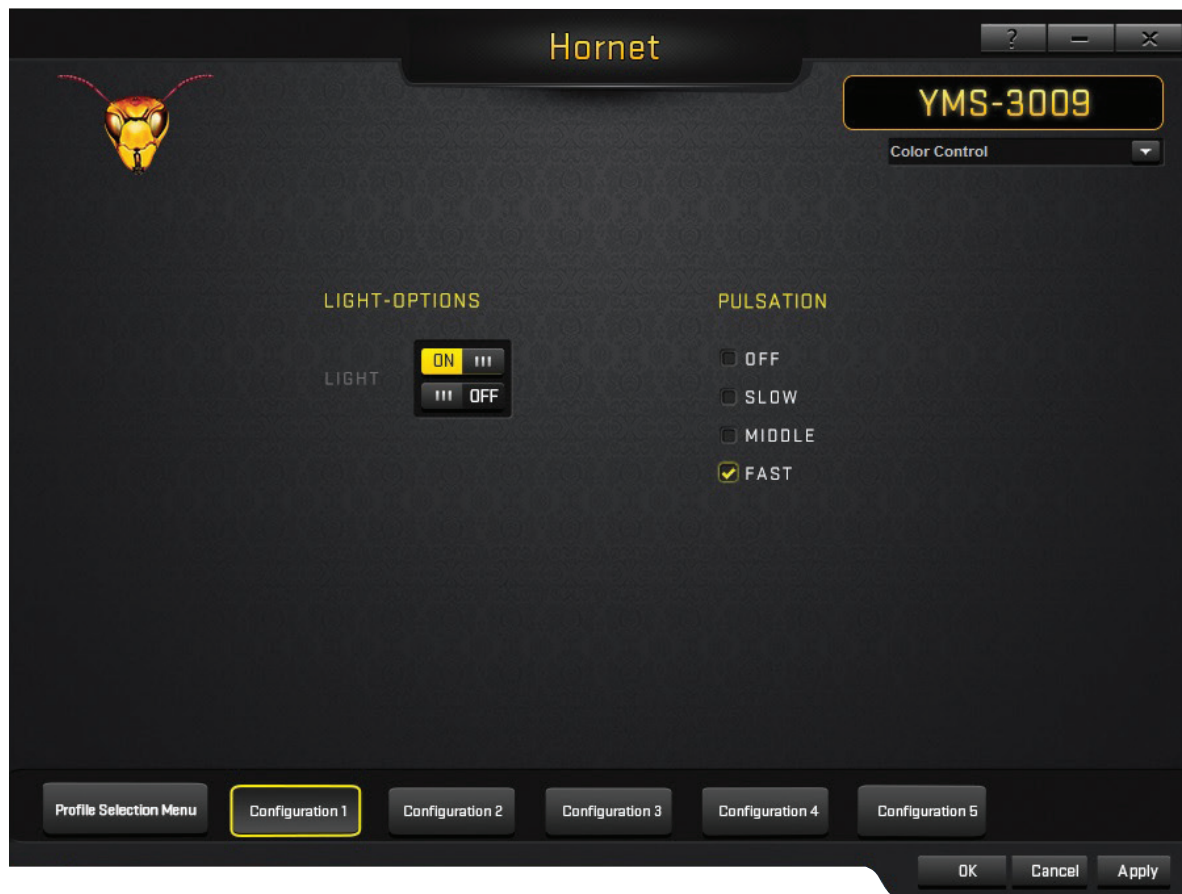 Hornet
?
YMS-3009
Color Control
LIGHT-OPTIONS
LIGHT
ON
OFF
PULSATION
OFF
SLOW
MIDDLE
FAST
Profile Selection Menu
Configuration 1
Configuration 2
Configuration 3
Configuration 4
Configuration 5
OK
Cancel
Apply